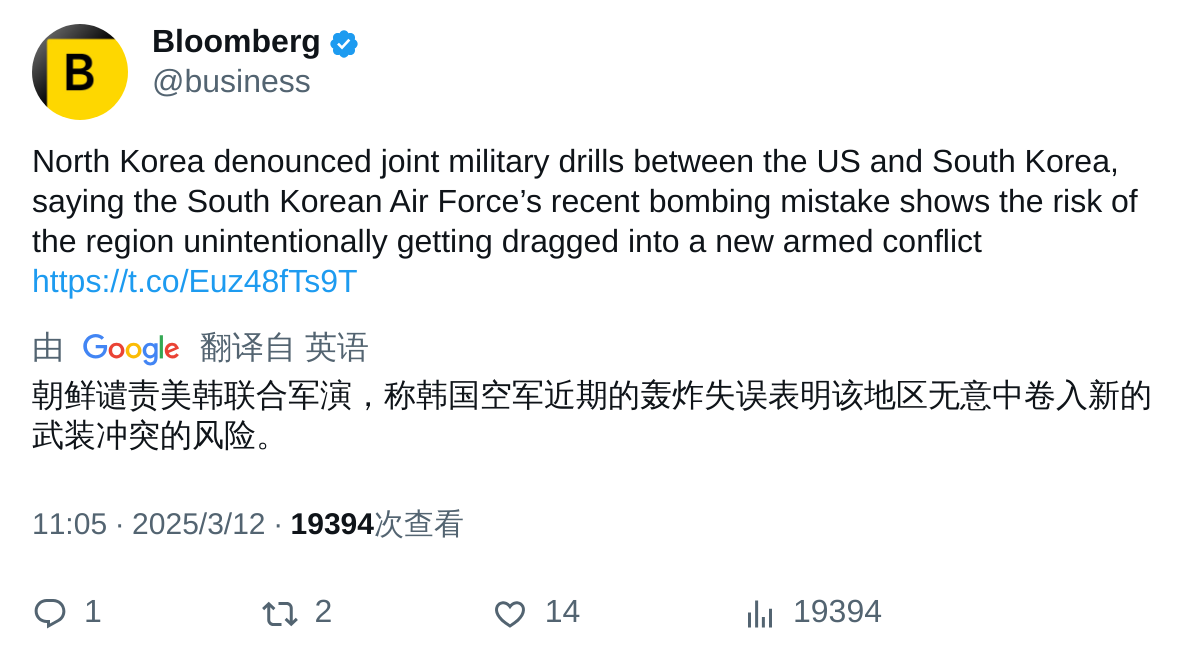 B
Bloomberg
@business
North Korea denounced joint military drills between the US and South Korea,
saying the South Korean Air Force’s recent bombing mistake shows the risk of
the region unintentionally getting dragged into a new armed conflict
https://t.co/Euz48fTs9T
由 Google 翻译自 英语
朝鲜谴责美韩联合军演，称韩国空军近期的轰炸失误表明该地区无意中卷入新的
武装冲突的风险。
11:05 · 2025/3/12 · 19394次查看
1 2 14 19394